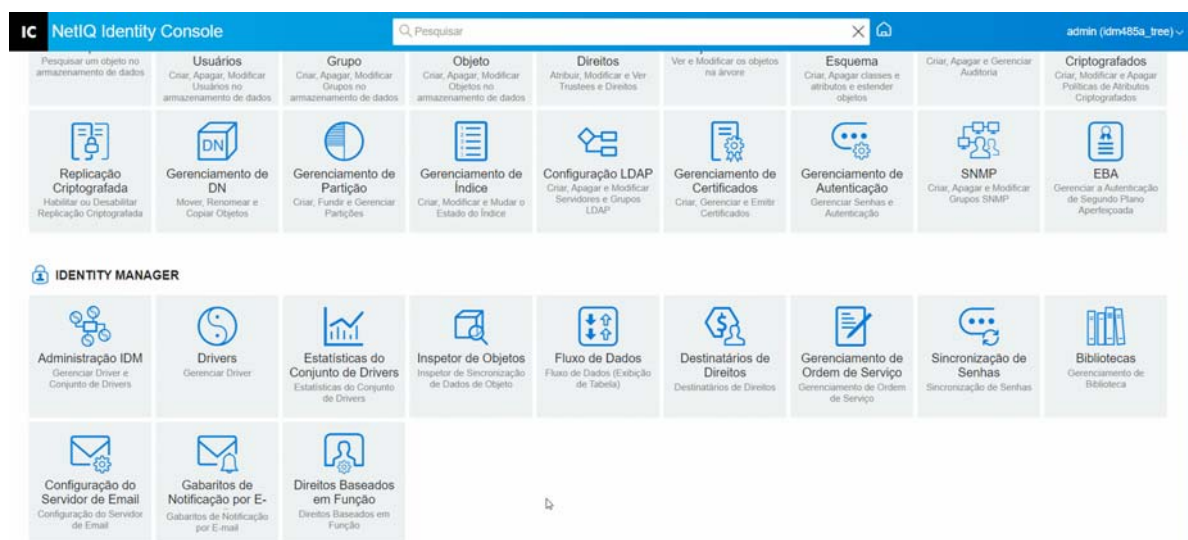 IC NetIQ Identity Console
Pesquisar
admin (idm485a_tree)
Pesquisar um objeto no armazenamento de dados
Usuários
Criar, Apagar, Modificar Usuários no armazenamento de dados
Grupo
Criar, Apagar, Modificar Grupos no armazenamento de dados
Objeto
Criar, Apagar, Modificar Objetos no armazenamento de dados
Direitos
Atribuir, Modificar e Ver Trustees e Direitos
Ver e Modificar os objetos na árvore
Esquema
Criar, Apagar classes e atributos e estender objetos
Criar, Apagar e Gerenciar Auditoria
Criptografados
Criar, Modificar e Apagar Políticas de Atributos Criptografados
Replicação Criptografada
Habilitar ou Desabilitar Replicação Criptografada
DN
Gerenciamento de DN
Mover, Renomear e Copiar Objetos
Gerenciamento de Partição
Criar, Fundir e Gerenciar Partições
Gerenciamento de Índice
Criar, Modificar e Mudar o Estado do Índice
Configuração LDAP
Criar, Apagar e Modificar Servidores e Grupos LDAP
Gerenciamento de Certificados
Criar, Gerenciar e Emitir Certificados
Gerenciamento de Autenticação
Gerenciar Senhas e Autenticação
SNMP
Criar, Apagar e Modificar Grupos SNMP
EBA
Gerenciar a Autenticação de Segundo Plano Aperfeiçoada
IDENTITY MANAGER
Administração IDM
Gerenciar Driver e Conjunto de Drivers
Drivers
Gerenciar Driver
Estatísticas do Conjunto de Drivers
Estatísticas do Conjunto de Drivers
Inspetor de Objetos
Inspetor de Sincronização de Dados de Objeto
Fluxo de Dados
Fluxo de Dados (Exibição de Tabela)
Destinatários de Direitos
Destinatários de Direitos
Gerenciamento de Ordem de Serviço
Gerenciamento de Ordem de Serviço
Sincronização de Senhas
Sincronização de Senhas
Bibliotecas
Gerenciamento de Biblioteca
Configuração do Servidor de Email
Configuração do Servidor de Email
Gabaritos de Notificação por E-
Gabaritos de Notificação por E-mail
Direitos Baseados em Função
Direitos Baseados em Função